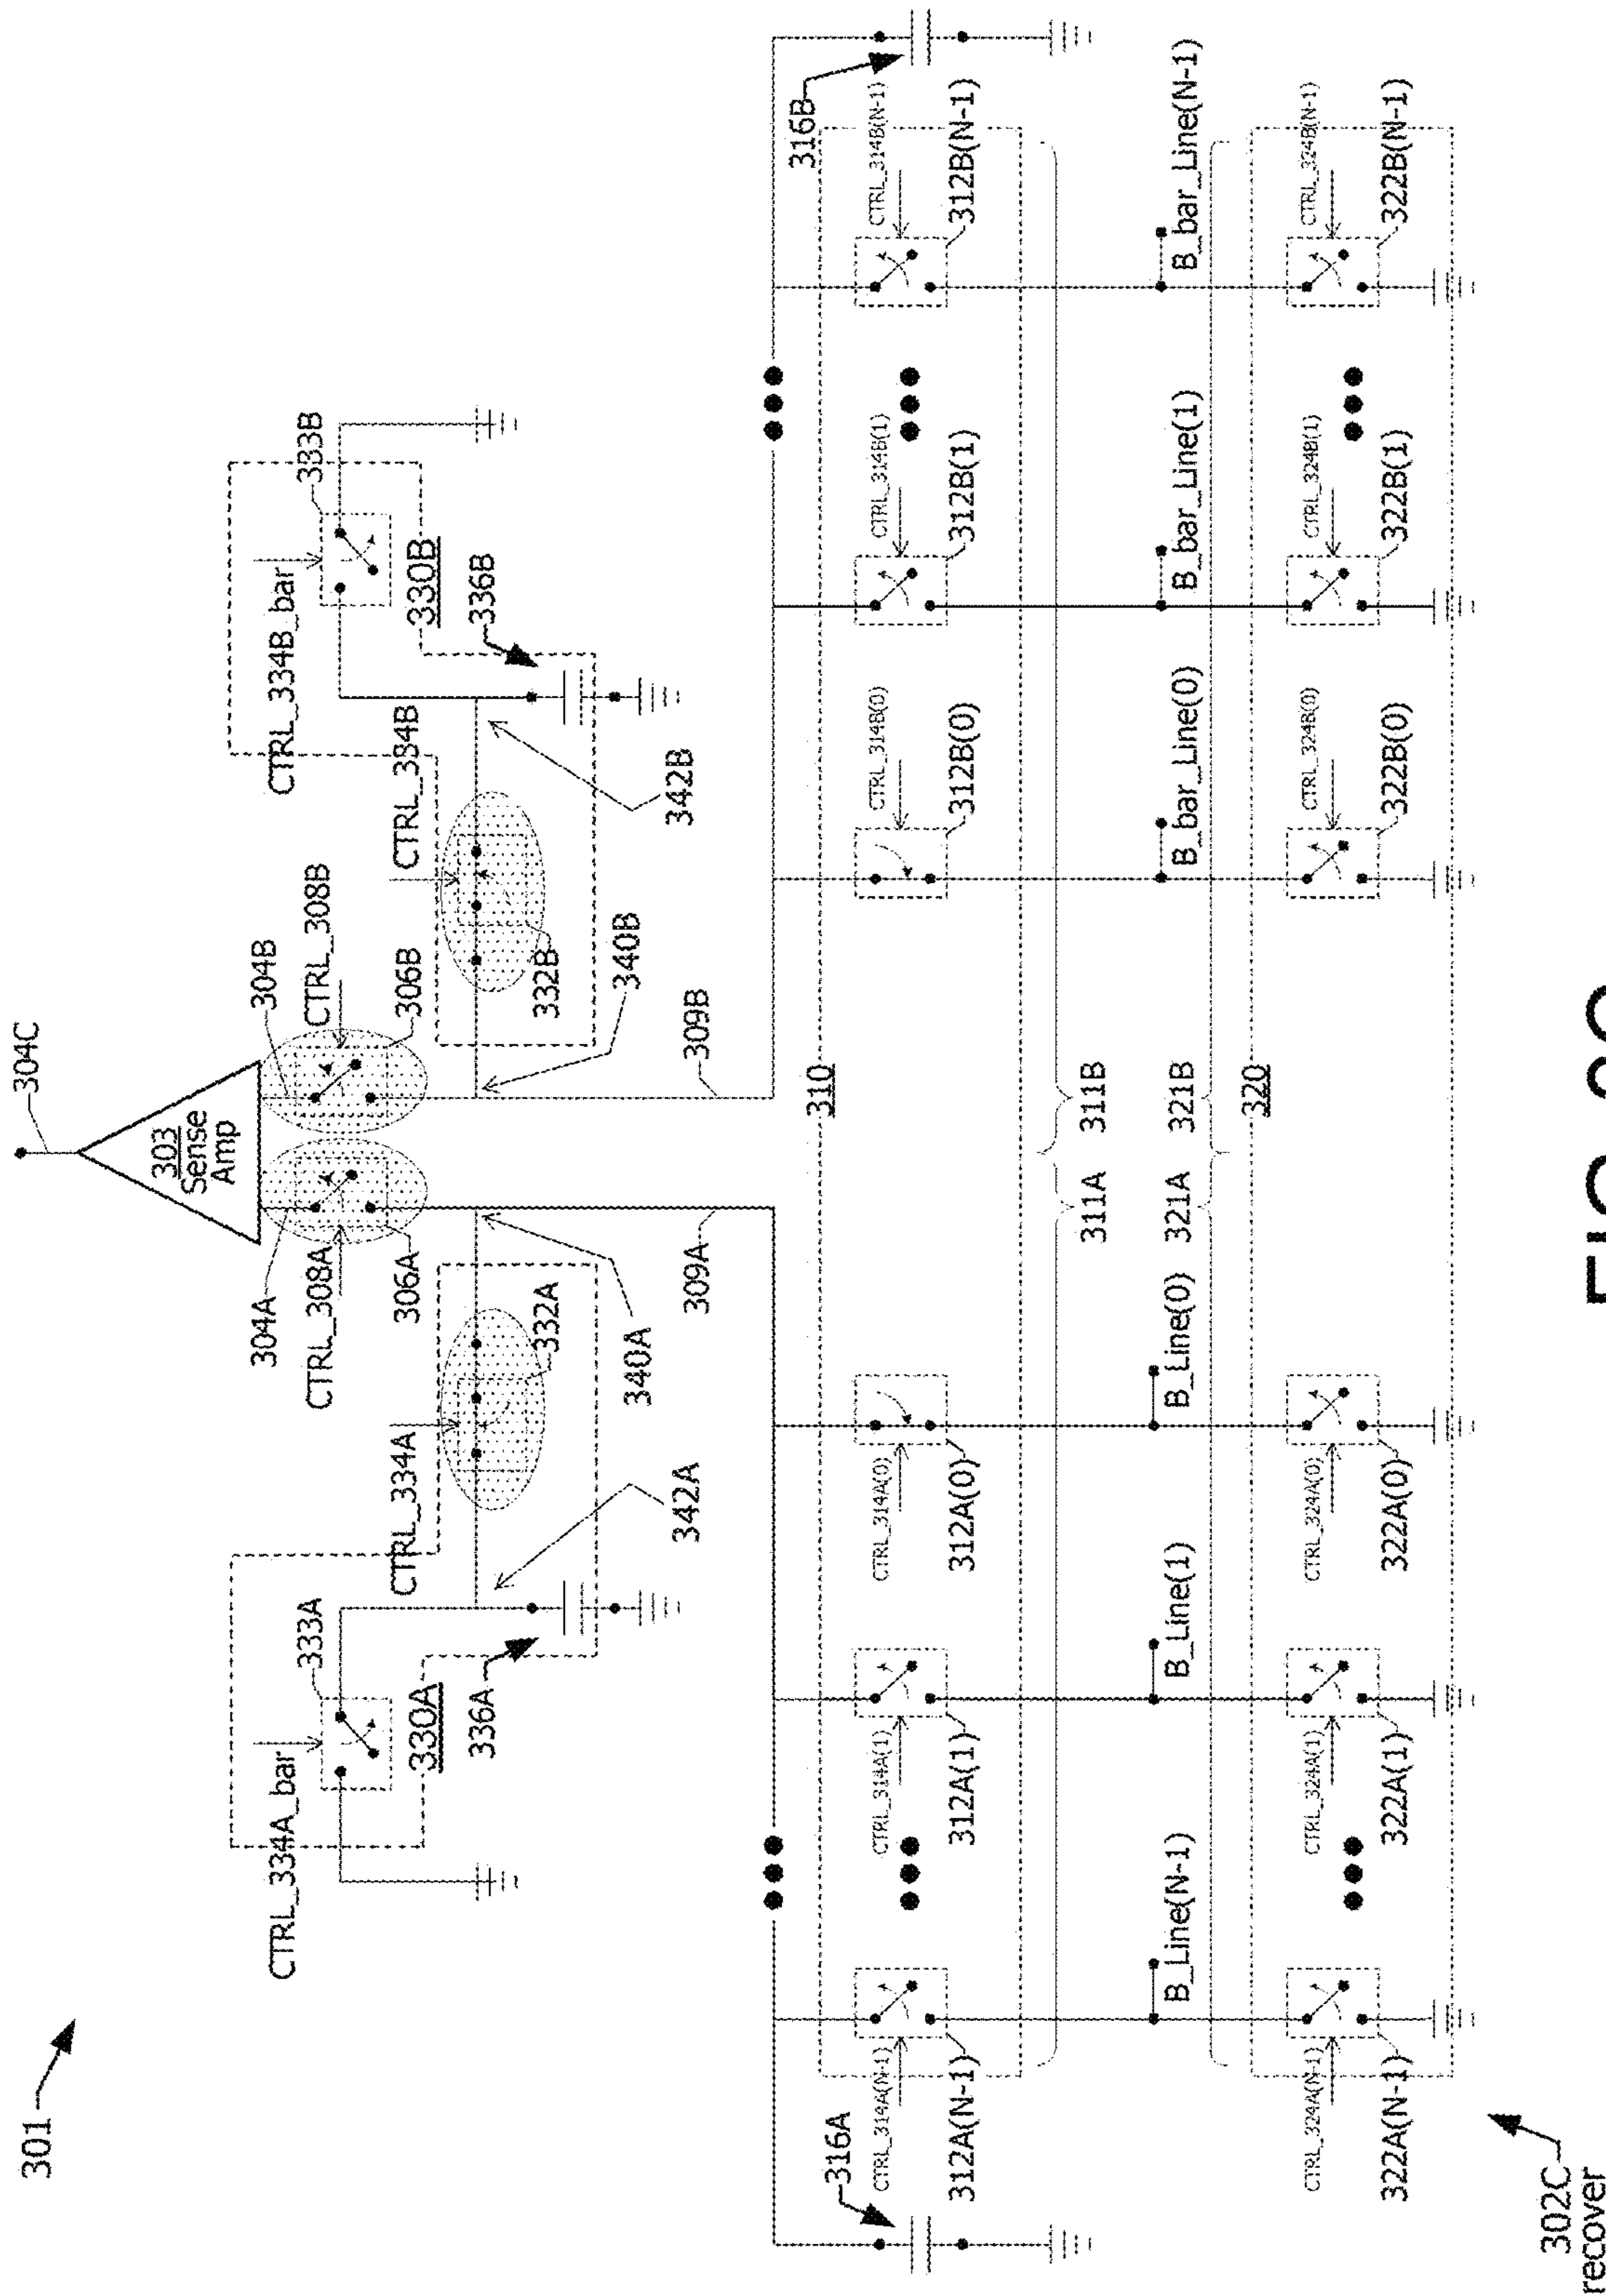 301
304C
303
Sense
Amp
304A
304B
CTRL_308A
CTRL_308B
306A
306B
CTRL_334A_bar
333A
CTRL_334B_bar
333B
330A
330B
CTRL_334A
CTRL_334B
336A
336B
332A
332B
342A
340A
340B
342B
309A
309B
316A
310
316B
CTRL_314A(N-1)
CTRL_314A(1)
CTRL_314A(0)
CTRL_314B(0)
CTRL_314B(1)
CTRL_314B(N-1)
312A(N-1)
312A(1)
312A(0)
312B(0)
312B(1)
312B(N-1)
311A
311B
B_Line(N-1)
B_Line(1)
B_Line(0)
B_bar_Line(0)
B_bar_Line(1)
B_bar_Line(N-1)
321A
321B
320
CTRL_324A(N-1)
CTRL_324A(1)
CTRL_324A(0)
CTRL_324B(0)
CTRL_324B(1)
CTRL_324B(N-1)
322A(N-1)
322A(1)
322A(0)
322B(0)
322B(1)
322B(N-1)
302C
recover